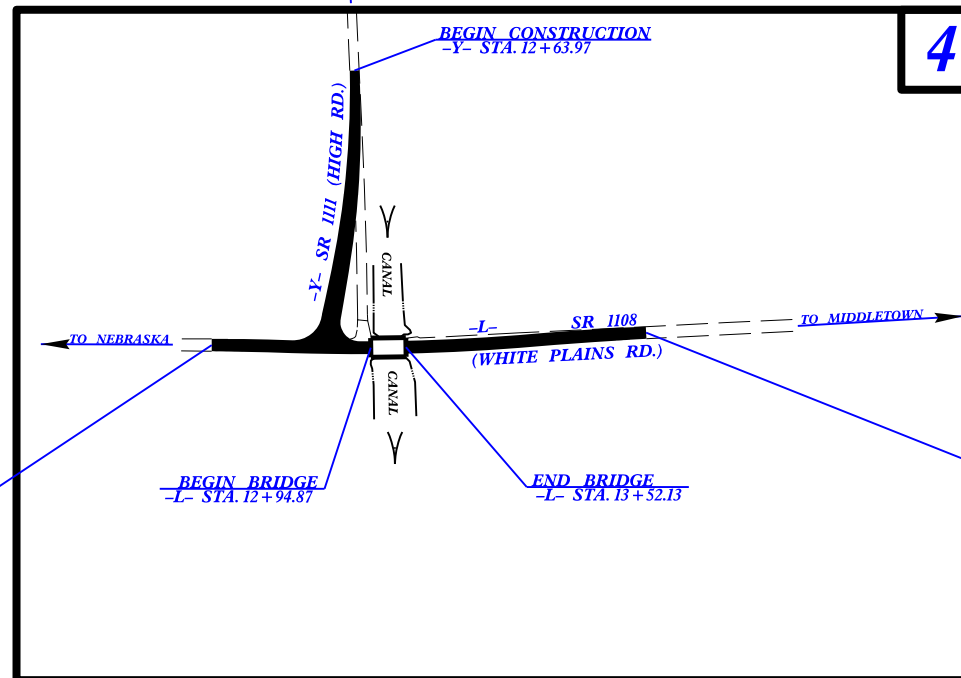 BEGIN CONSTRUCTION
-Y- STA. 12+63.97
4
-Y- SR 1111 (HIGH RD.)
CANAL
TO NEBRASKA
-L- SR 1108
(WHITE PLAINS RD.)
TO MIDDLETOWN
CANAL
BEGIN BRIDGE
-L- STA. 12+94.87
END BRIDGE
-L- STA. 13+52.13